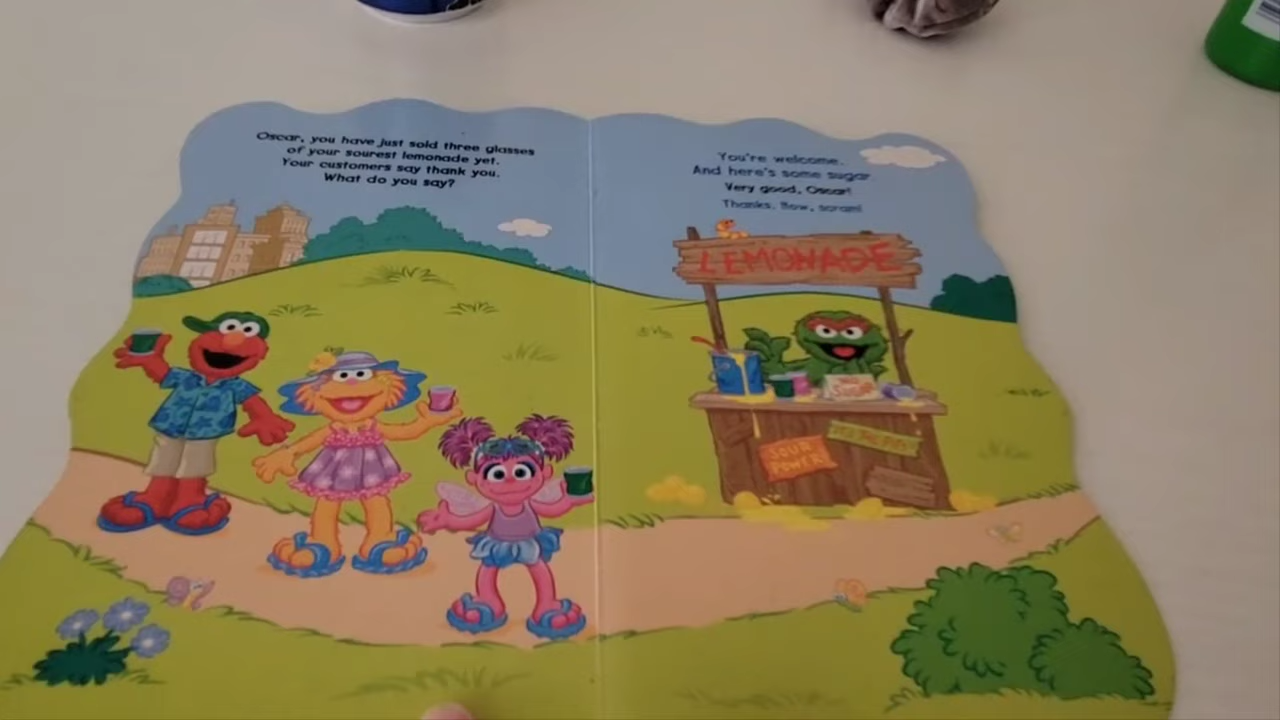 Oscar, you have just sold three glasses
of your sourest lemonade yet.
Your customers say thank you.
What do you say?
You're welcome.
And here's some sugar.
Very good, Oscar!
Thanks. Now, scram!
LEMONADE
SOUR
POWER